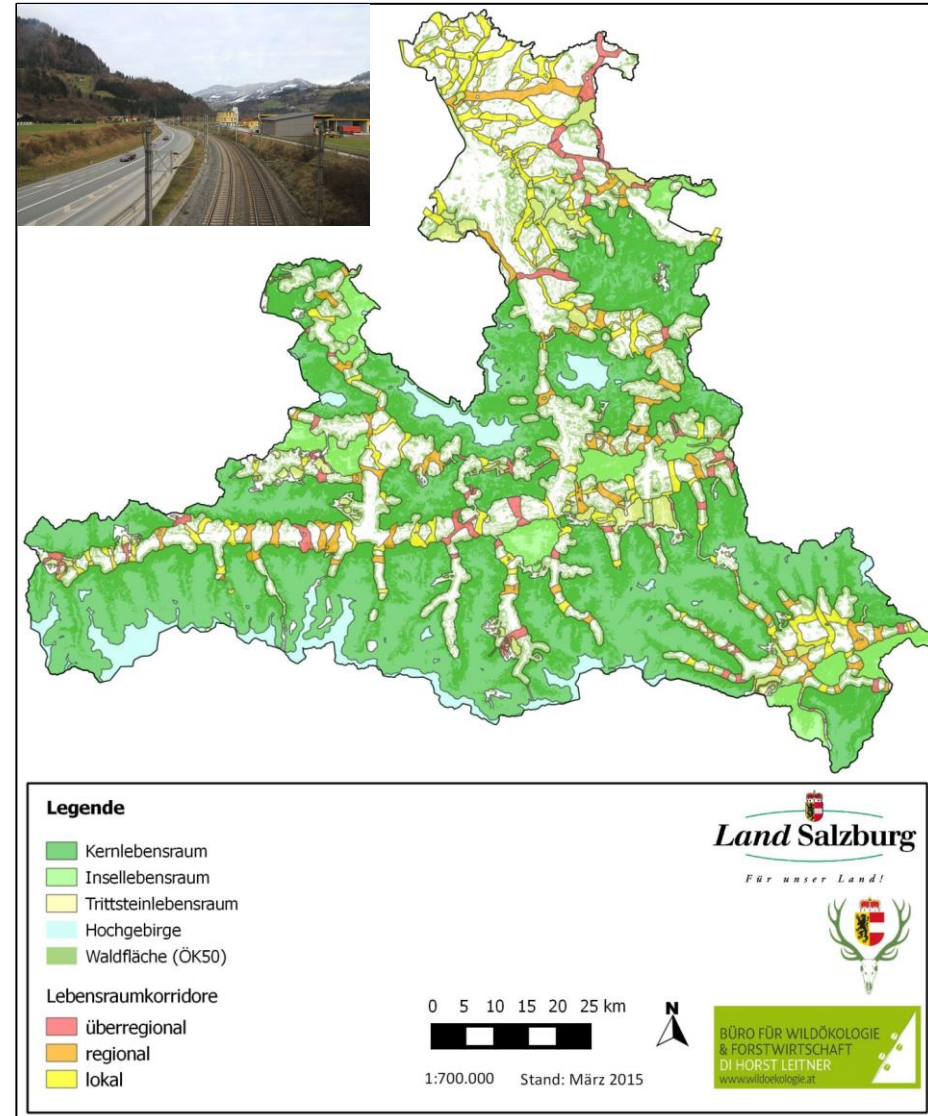 Legende
Kernlebensraum
Insellebensraum
Trittsteinlebensraum
Hochgebirge
Waldfläche (ÖK50)
Lebensraumkorridore
überregional
regional
lokal
0 5 10 15 20 25 km
1:700.000 Stand: März 2015
N
Land Salzburg
Für unser Land!
BÜRO FÜR WILDÖKOLOGIE
& FORSTWIRTSCHAFT
DI HORST LEITNER
www.wildoekologie.at